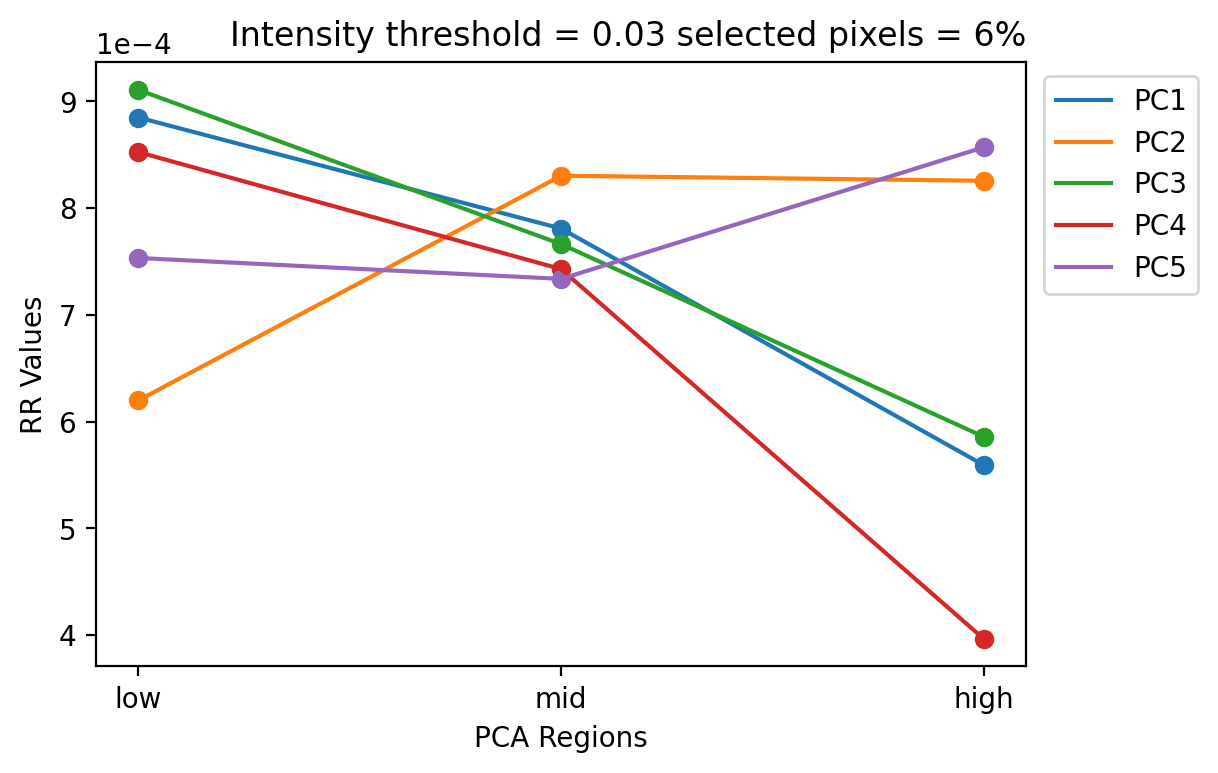 Intensity threshold = 0.03 selected pixels = 6%
1e−4
9
8
7
6
5
4
RR Values
low
mid
high
PCA Regions
PC1
PC2
PC3
PC4
PC5